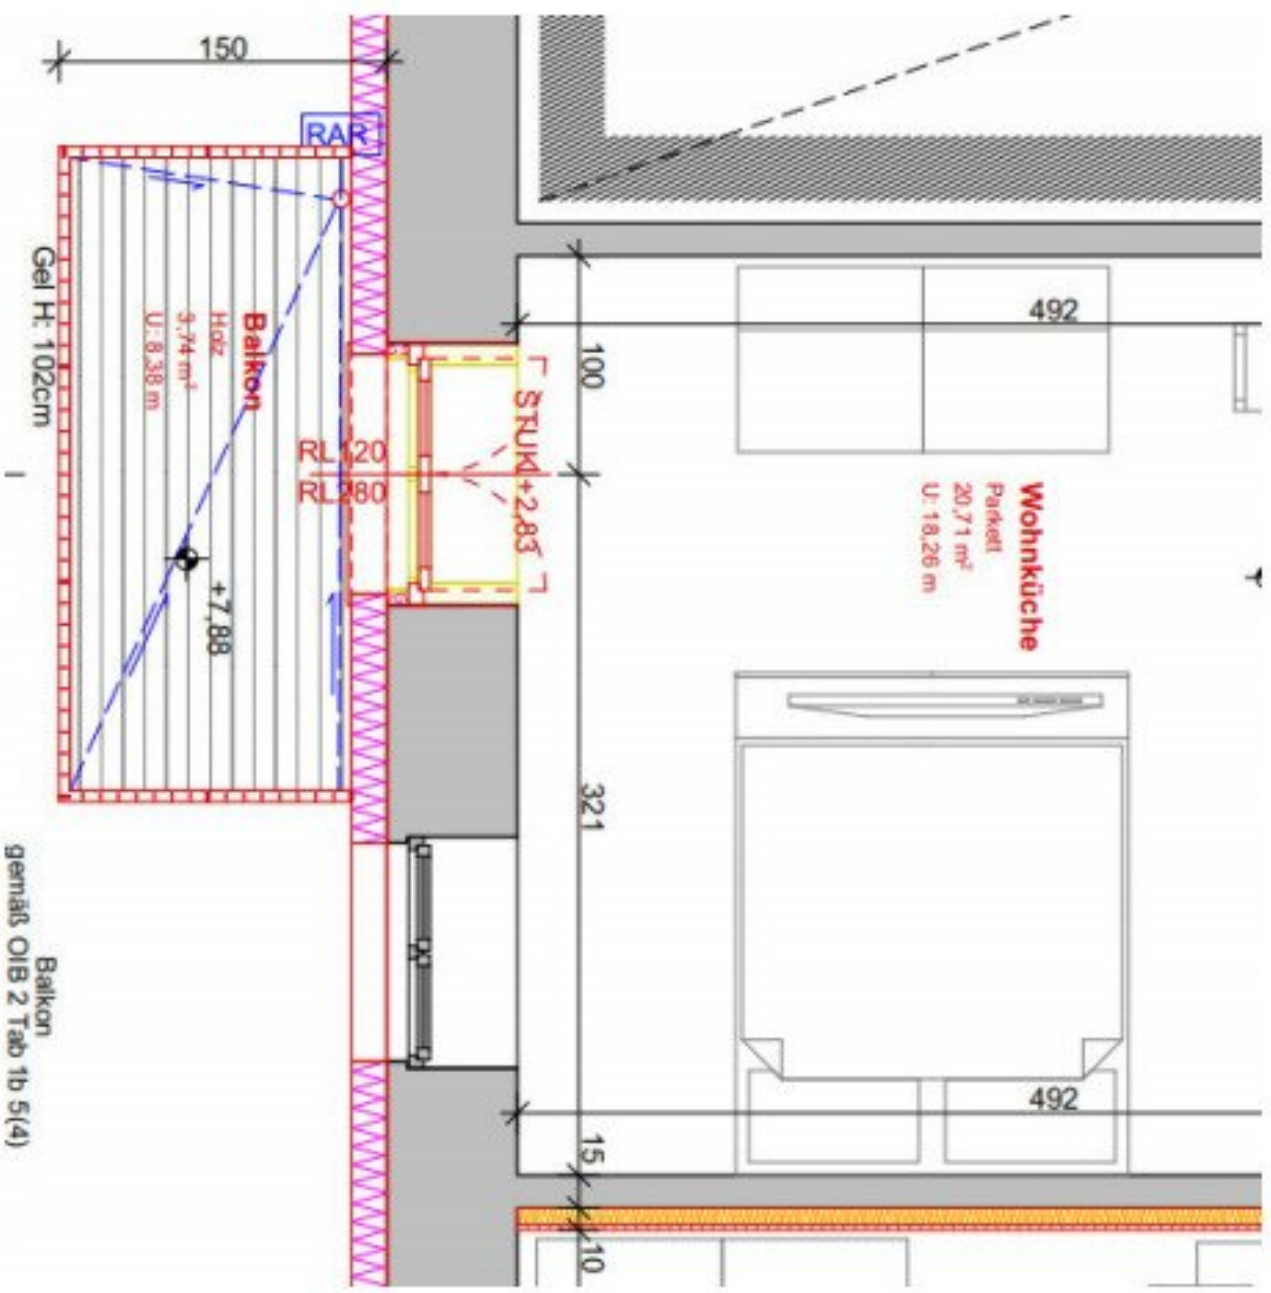 150
RAR
Gel H: 102cm
Balkon
Holz
3,74 m²
U: 8,38 m
+7,88
RL120
RL280
STUK +2,83
100
492
Wohnküche
Parkett
20,71 m²
U: 18,26 m
321
492
15
10
Balkon
gemäß OIB 2 Tab 1b 5(4)